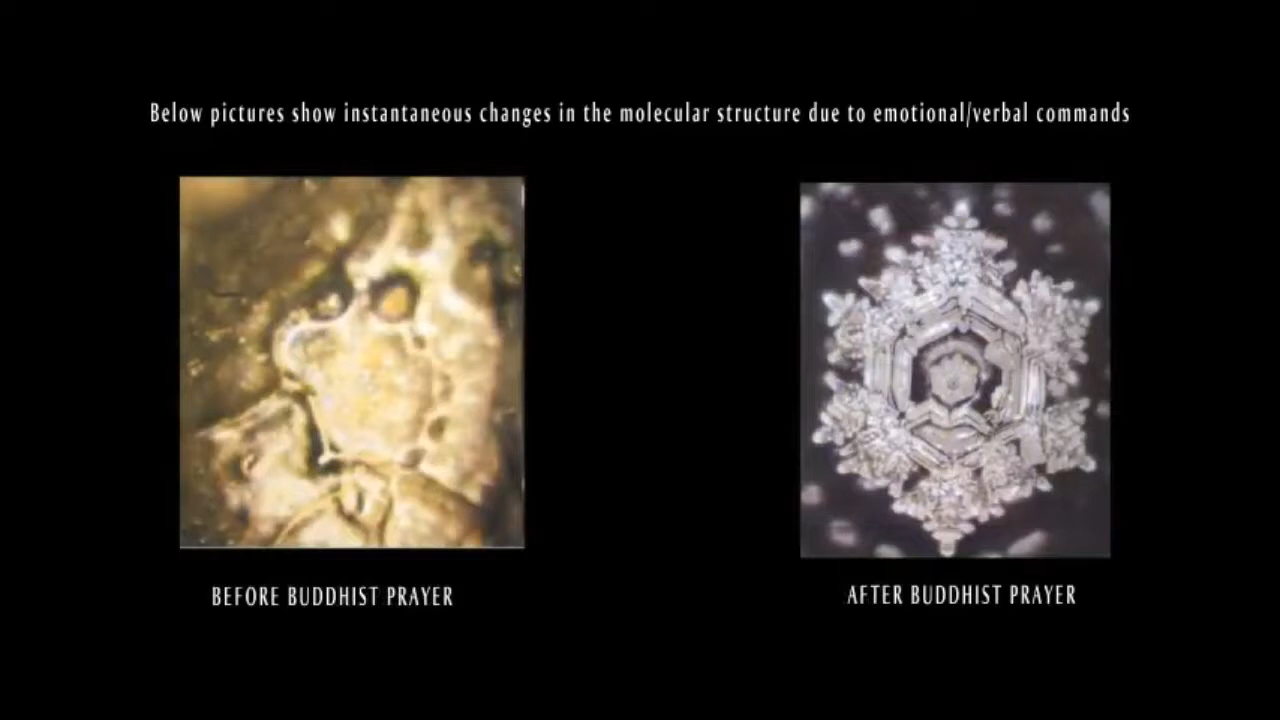 Below pictures show instantaneous changes in the molecular structure due to emotional/verbal commands
BEFORE BUDDHIST PRAYER
AFTER BUDDHIST PRAYER